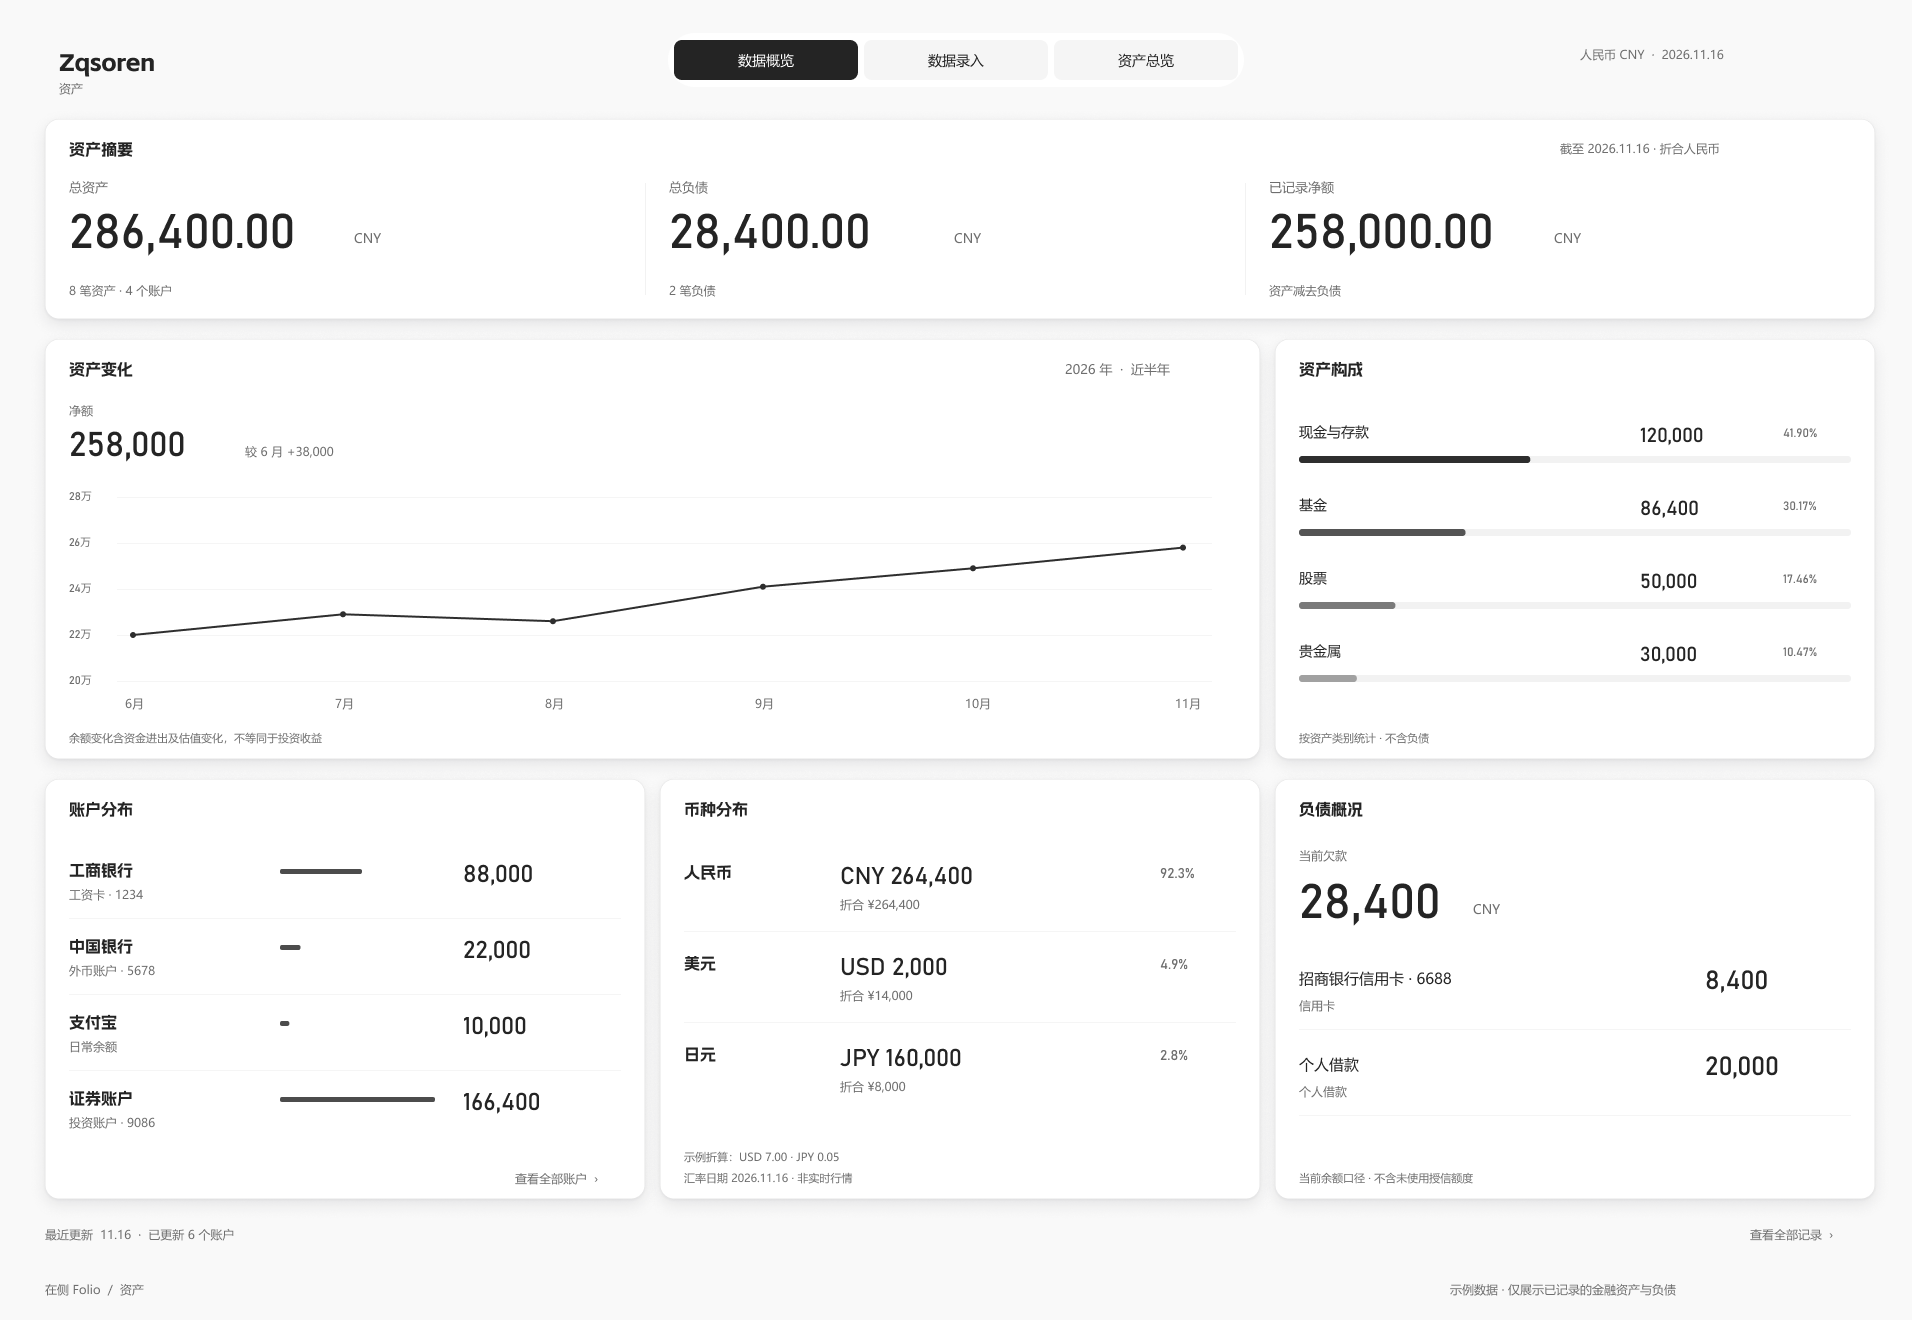 Zqsoren
资产
数据概览
数据录入
资产总览
人民币 CNY · 2026.11.16
资产摘要
截至 2026.11.16 · 折合人民币
总资产
286,400.00 CNY
8 笔资产 · 4 个账户
总负债
28,400.00 CNY
2 笔负债
已记录净额
258,000.00 CNY
资产减去负债
资产变化
2026 年 · 近半年
净额
258,000 较 6 月 +38,000
28万
26万
24万
22万
20万
6月 7月 8月 9月 10月 11月
余额变化含资金进出及估值变化，不等同于投资收益
资产构成
现金与存款 120,000 41.90%
基金 86,400 30.17%
股票 50,000 17.46%
贵金属 30,000 10.47%
按资产类别统计 · 不含负债
账户分布
工商银行 88,000
工资卡 · 1234
中国银行 22,000
外币账户 · 5678
支付宝 10,000
日常余额
证券账户 166,400
投资账户 · 9086
查看全部账户 ›
币种分布
人民币 CNY 264,400 92.3%
折合 ¥264,400
美元 USD 2,000 4.9%
折合 ¥14,000
日元 JPY 160,000 2.8%
折合 ¥8,000
示例折算：USD 7.00 · JPY 0.05
汇率日期 2026.11.16 · 非实时行情
负债概况
当前欠款
28,400 CNY
招商银行信用卡 · 6688 8,400
信用卡
个人借款 20,000
个人借款
当前余额口径 · 不含未使用授信额度
最近更新 11.16 · 已更新 6 个账户
查看全部记录 ›
在侧 Folio / 资产
示例数据 · 仅展示已记录的金融资产与负债